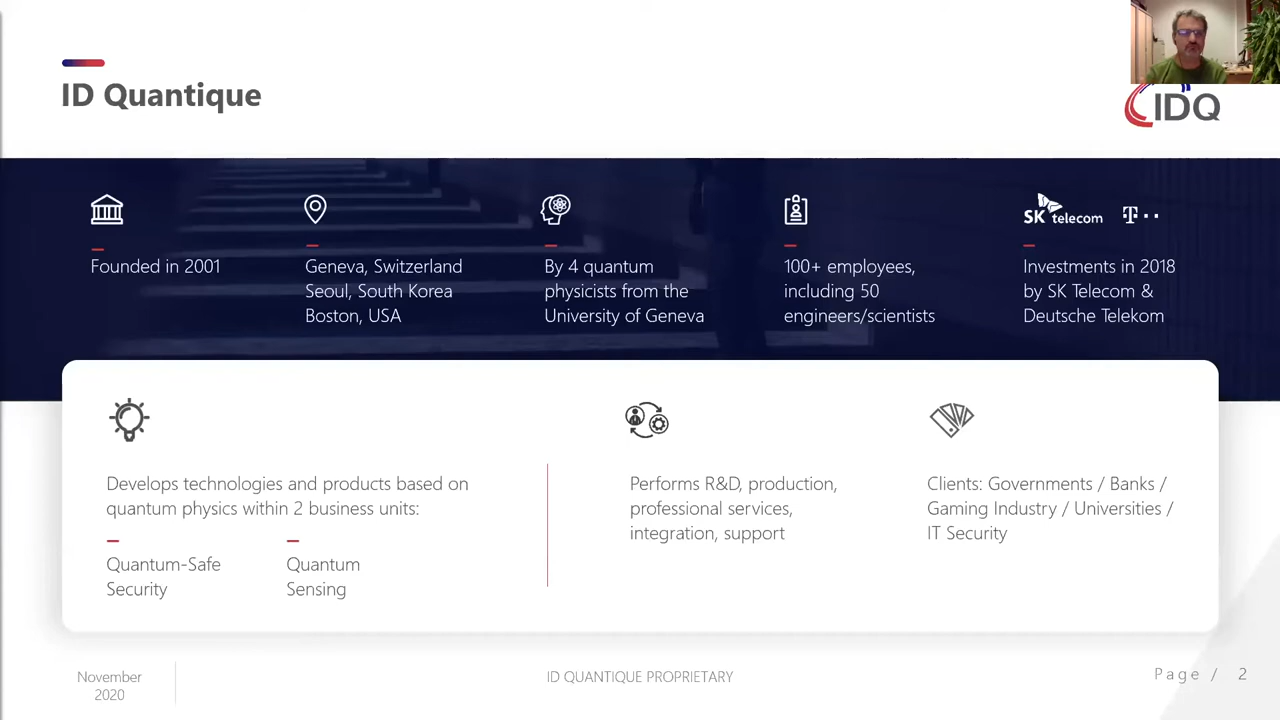 ID Quantique
IDQ
SK telecom
T
Founded in 2001
Geneva, Switzerland
Seoul, South Korea
Boston, USA
By 4 quantum
physicists from the
University of Geneva
100+ employees,
including 50
engineers/scientists
Investments in 2018
by SK Telecom &
Deutsche Telekom
Develops technologies and products based on
quantum physics within 2 business units:
Quantum-Safe
Security
Quantum
Sensing
Performs R&D, production,
professional services,
integration, support
Clients: Governments / Banks /
Gaming Industry / Universities /
IT Security
November
2020
ID QUANTIQUE PROPRIETARY
Page / 2